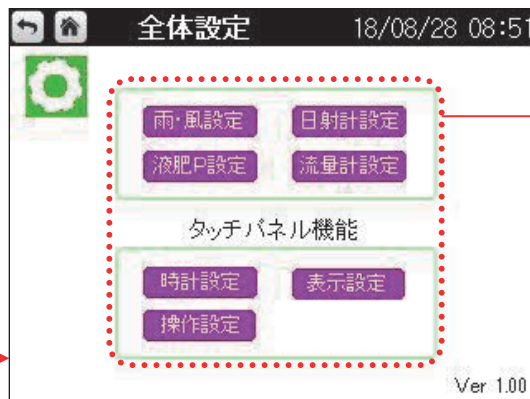 全体設定 18/08/28 08:51
雨・風設定 日射計設定
液肥P設定 流量計設定
タッチパネル機能
時計設定 表示設定
操作設定
Ver 1.00